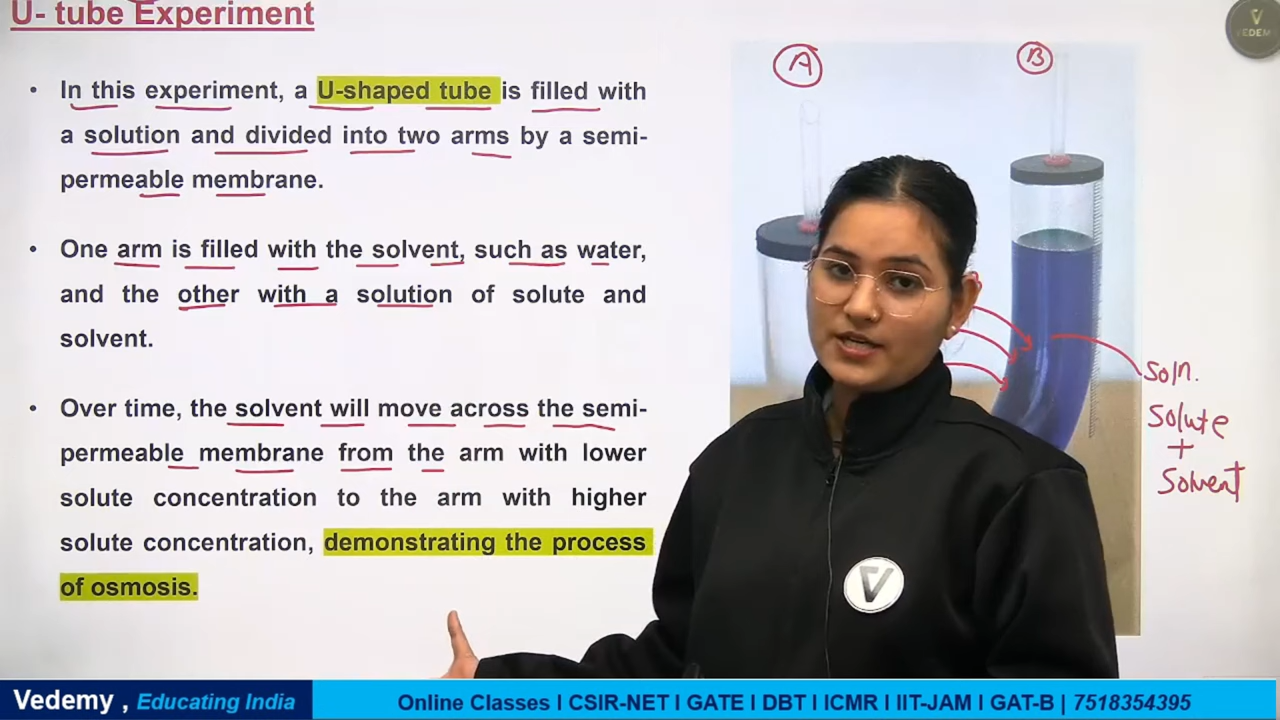 U- tube Experiment
• In this experiment, a U-shaped tube is filled with
a solution and divided into two arms by a semi-
permeable membrane.
• One arm is filled with the solvent, such as water,
and the other with a solution of solute and
solvent.
• Over time, the solvent will move across the semi-
permeable membrane from the arm with lower
solute concentration to the arm with higher
solute concentration, demonstrating the process
of osmosis.
A
B
Soln.
Solute
+
Solvent
V
VEDEMY
V
Vedemy , Educating India
Online Classes I CSIR-NET I GATE I DBT I ICMR I IIT-JAM I GAT-B | 7518354395